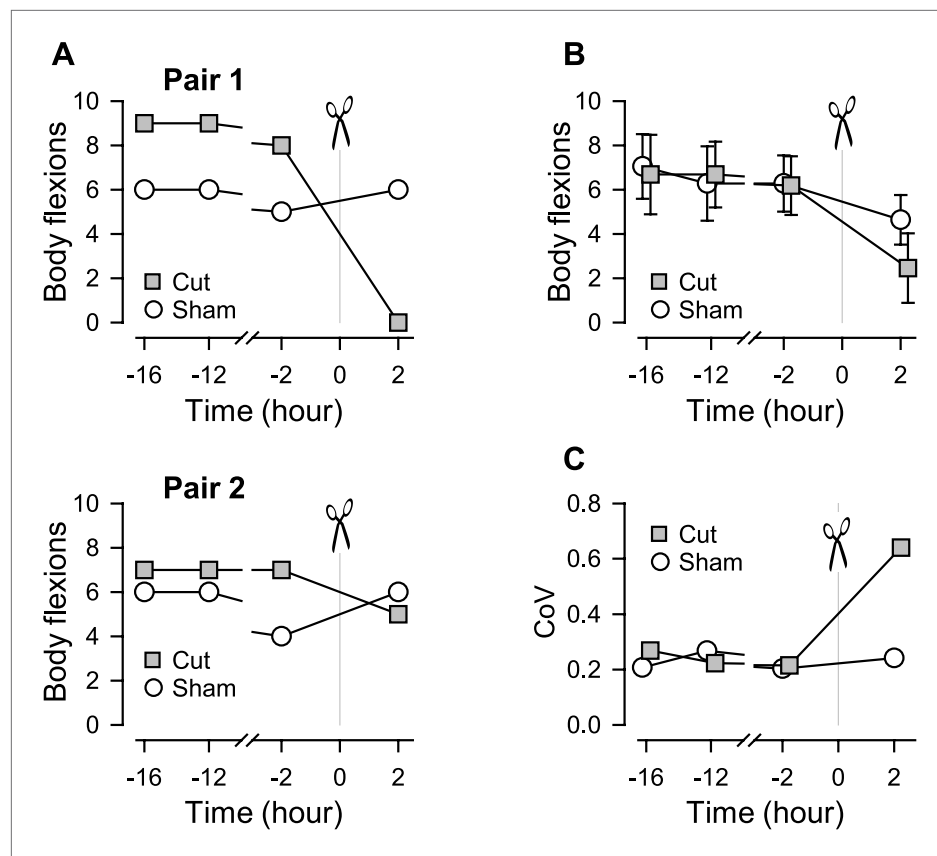 A
Pair 1
10
8
6
4
2
0
Body flexions
Cut
Sham
-16 -12 -2 0 2
Time (hour)
B
10
8
6
4
2
0
Body flexions
Cut
Sham
-16 -12 -2 0 2
Time (hour)
Pair 2
10
8
6
4
2
0
Body flexions
Cut
Sham
-16 -12 -2 0 2
Time (hour)
C
0.8
0.6
0.4
0.2
0.0
CoV
Cut
Sham
-16 -12 -2 0 2
Time (hour)